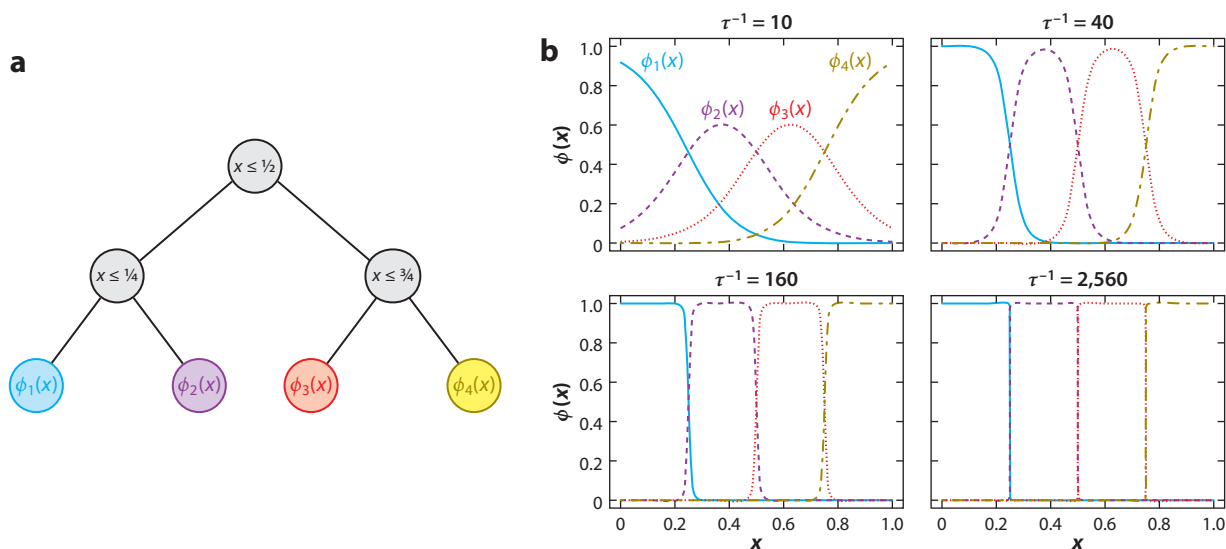 a
x ≤ ½
x ≤ ¼
x ≤ ¾
ϕ1(x)
ϕ2(x)
ϕ3(x)
ϕ4(x)
b
τ−1 = 10
τ−1 = 40
ϕ(x)
1.0
0.8
0.6
0.4
0.2
0
ϕ1(x)
ϕ2(x)
ϕ3(x)
ϕ4(x)
τ−1 = 160
τ−1 = 2,560
ϕ(x)
1.0
0.8
0.6
0.4
0.2
0
0 0.2 0.4 0.6 0.8 1.0
0 0.2 0.4 0.6 0.8 1.0
x
x